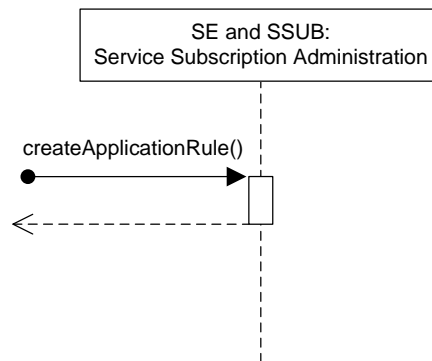 SE and SSUB:
Service Subscription Administration
createApplicationRule()